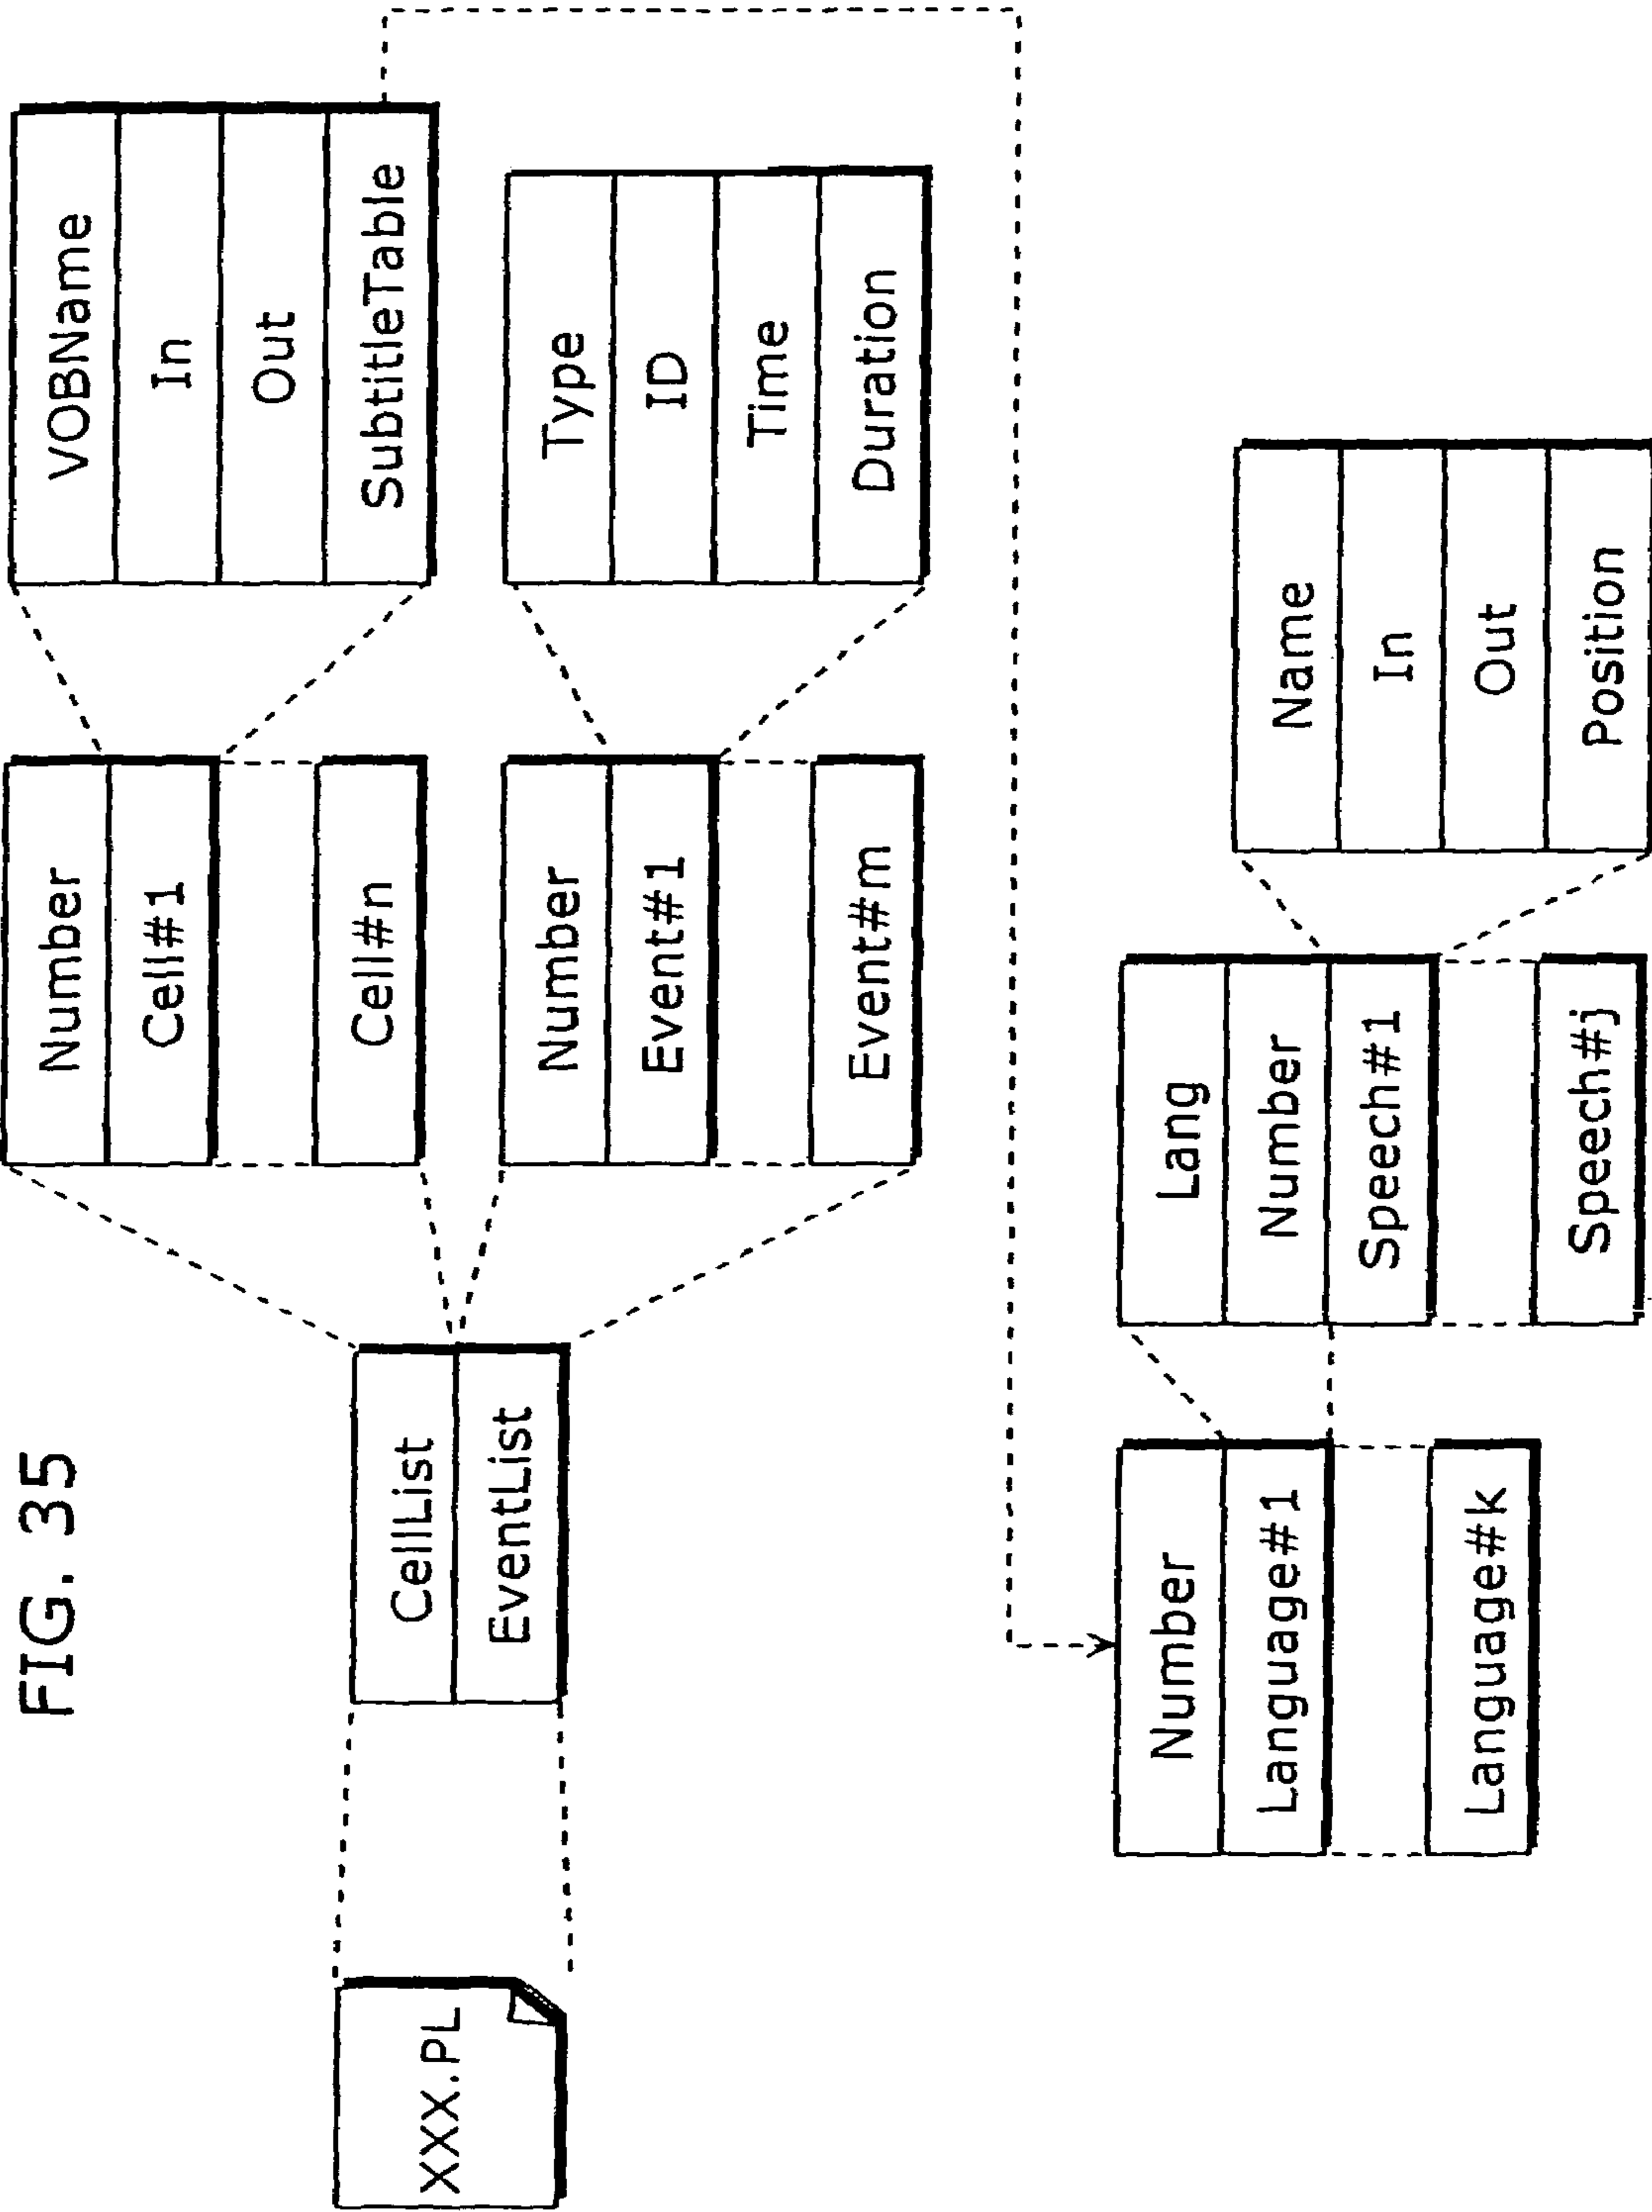 FIG. 35
XXX.PL
CellList
EventList
Number
Cell#1
Cell#n
Number
Event#1
Event#m
VOBName
In
Out
SubtitleTable
Type
ID
Time
Duration
Number
Language#1
Language#k
Lang
Number
Speech#1
Speech#j
Name
In
Out
Position